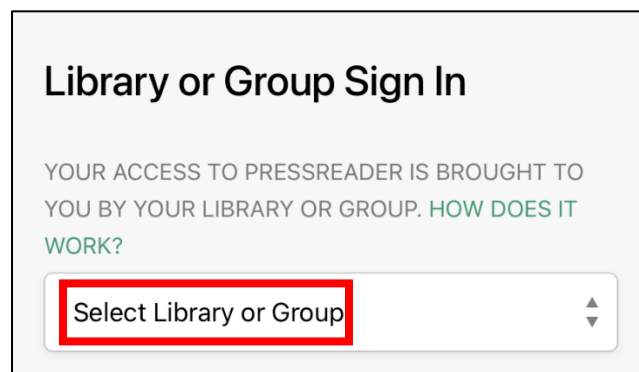 Library or Group Sign In
YOUR ACCESS TO PRESSREADER IS BROUGHT TO
YOU BY YOUR LIBRARY OR GROUP. HOW DOES IT
WORK?
Select Library or Group